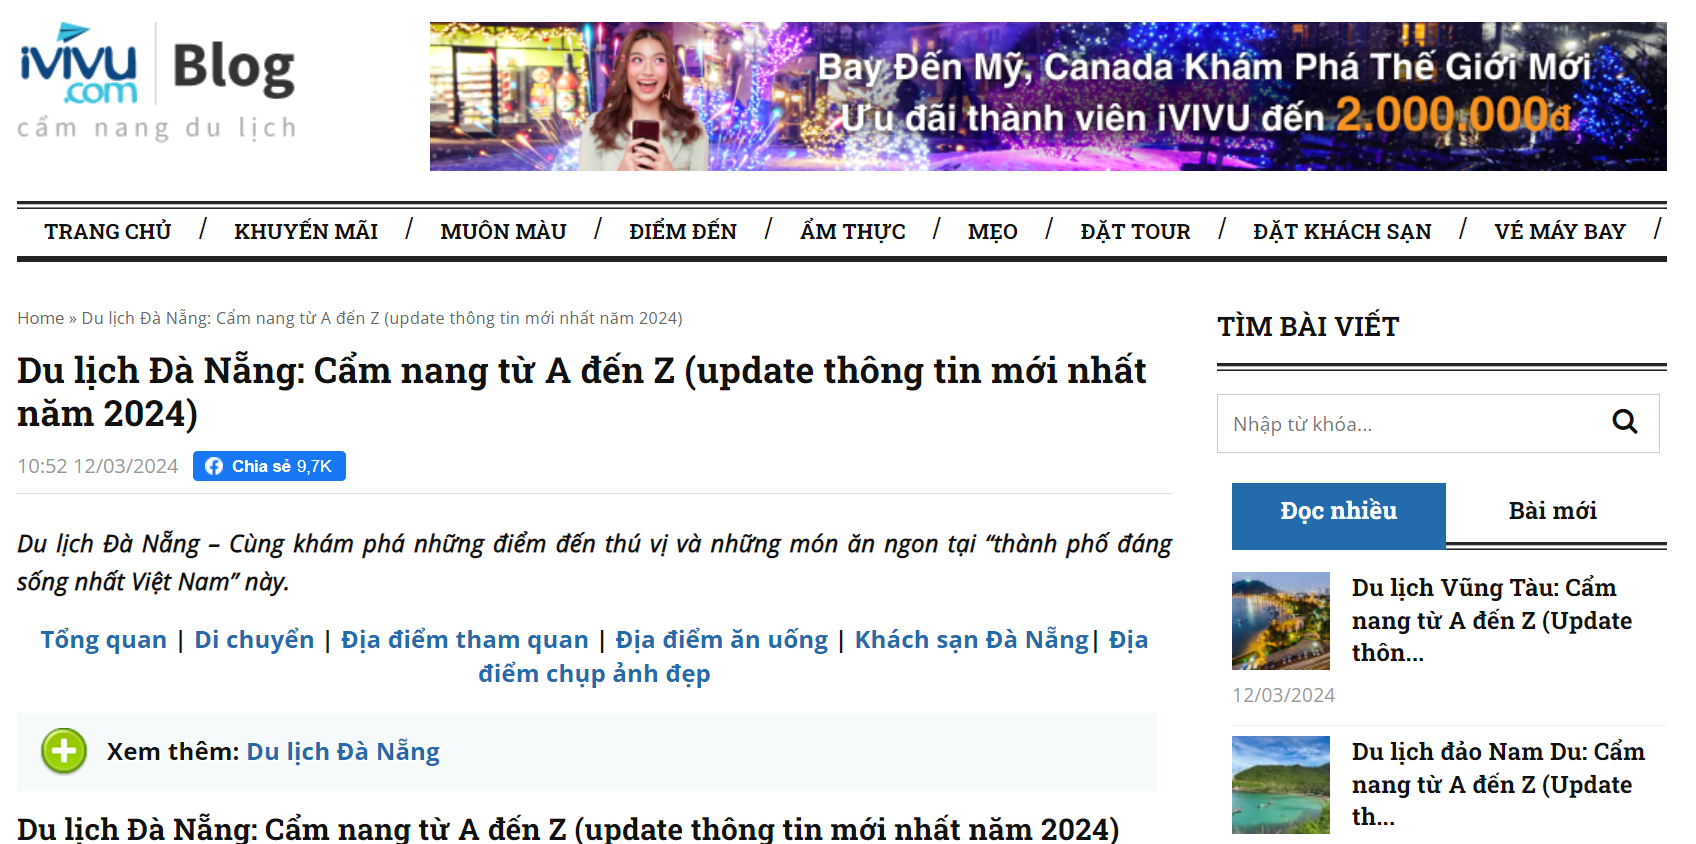 iVIVU
.com
Blog
cẩm nang du lịch
Bay Đến Mỹ, Canada Khám Phá Thế Giới Mới
Ưu đãi thành viên iVIVU đến 2.000.000đ
TRANG CHỦ / KHUYẾN MÃI / MUÔN MÀU / ĐIỂM ĐẾN / ẨM THỰC / MẸO / ĐẶT TOUR / ĐẶT KHÁCH SẠN / VÉ MÁY BAY /
Home » Du lịch Đà Nẵng: Cẩm nang từ A đến Z (update thông tin mới nhất năm 2024)
Du lịch Đà Nẵng: Cẩm nang từ A đến Z (update thông tin mới nhất
năm 2024)
10:52 12/03/2024
Chia sẻ 9,7K
Du lịch Đà Nẵng – Cùng khám phá những điểm đến thú vị và những món ăn ngon tại “thành phố đáng
sống nhất Việt Nam” này.
Tổng quan | Di chuyển | Địa điểm tham quan | Địa điểm ăn uống | Khách sạn Đà Nẵng| Địa
điểm chụp ảnh đẹp
Xem thêm: Du lịch Đà Nẵng
Du lịch Đà Nẵng: Cẩm nang từ A đến Z (update thông tin mới nhất năm 2024)
TÌM BÀI VIẾT
Nhập từ khóa...
Đọc nhiều
Bài mới
Du lịch Vũng Tàu: Cẩm
nang từ A đến Z (Update
thôn...
12/03/2024
Du lịch đảo Nam Du: Cẩm
nang từ A đến Z (Update
th...